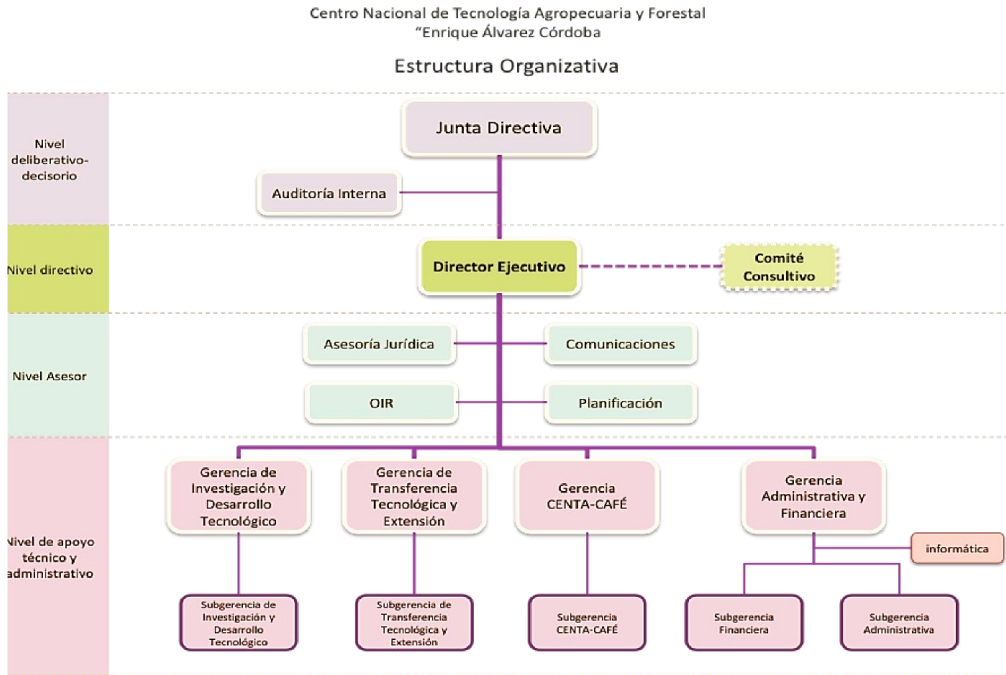 Centro Nacional de Tecnología Agropecuaria y Forestal
“Enrique Álvarez Córdoba
Estructura Organizativa
Nivel
deliberativo-
decisorio
Junta Directiva
Auditoría Interna
Nivel directivo
Director Ejecutivo
Comité
Consultivo
Nivel Asesor
Asesoría Jurídica
Comunicaciones
OIR
Planificación
Nivel de apoyo
técnico y
administrativo
Gerencia de
Investigación y
Desarrollo
Tecnológico
Gerencia de
Transferencia
Tecnológica y
Extensión
Gerencia
CENTA-CAFÉ
Gerencia
Administrativa y
Financiera
informática
Subgerencia de
Investigación y
Desarrollo
Tecnológico
Subgerencia de
Transferencia
Tecnológica y
Extensión
Subgerencia
CENTA-CAFÉ
Subgerencia
Financiera
Subgerencia
Administrativa